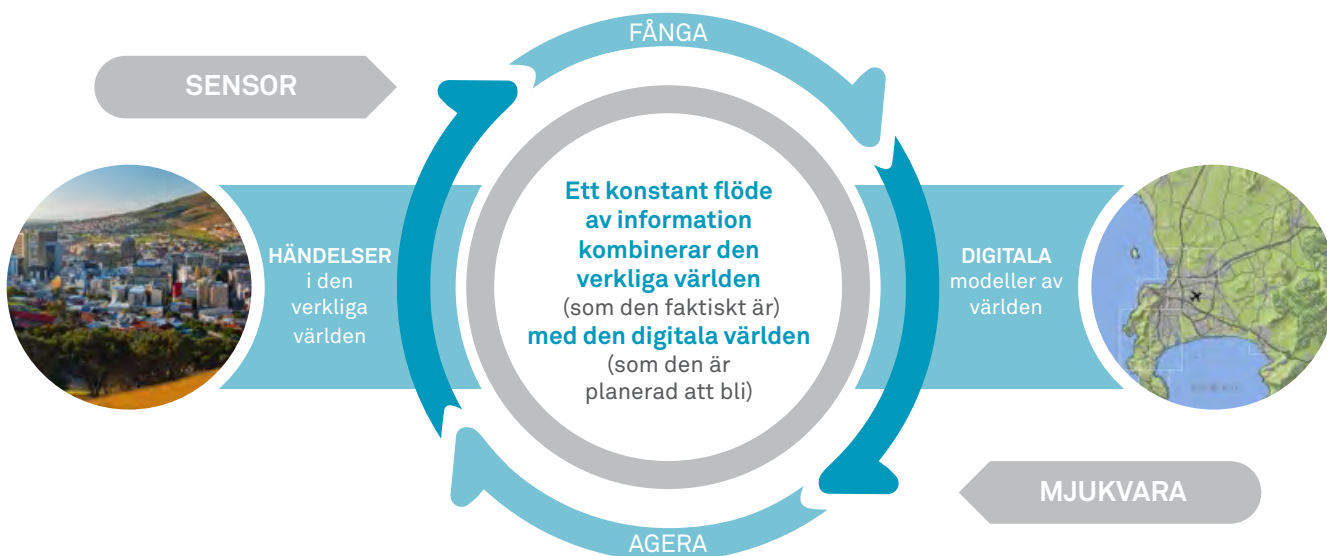 FÅNGA
SENSOR
HÄNDELSER
i den
verkliga
världen
Ett konstant flöde
av information
kombinerar den
verkliga världen
(som den faktiskt är)
med den digitala världen
(som den är
planerad att bli)
DIGITALA
modeller av
världen
MJUKVARA
AGERA